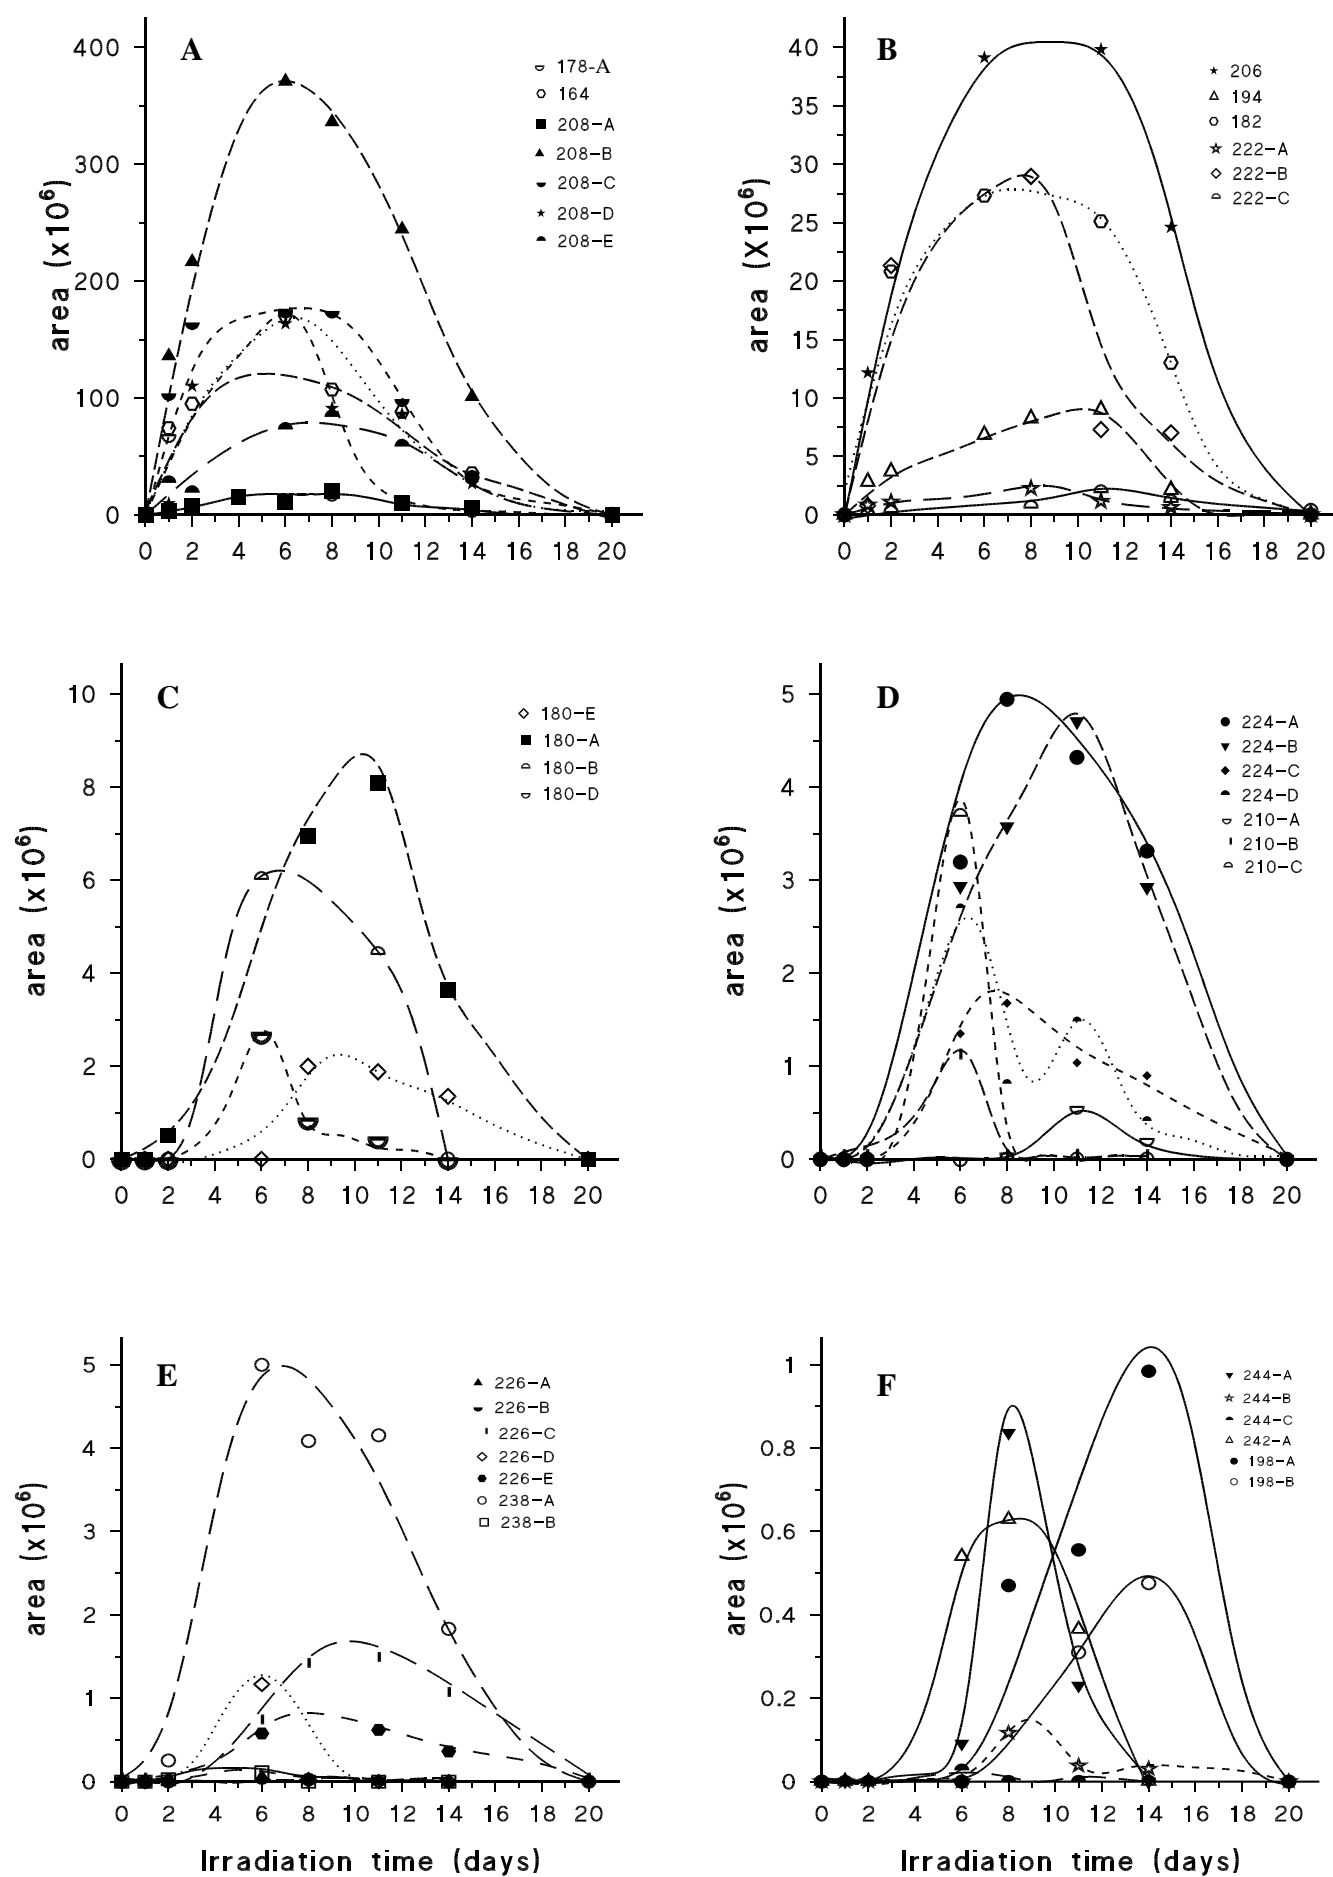 A
area (x10⁶)
400
300
200
100
0
0 2 4 6 8 10 12 14 16 18 20
178-A
164
208-A
208-B
208-C
208-D
208-E
B
area (X10⁶)
40
35
30
25
20
15
10
5
0
0 2 4 6 8 10 12 14 16 18 20
206
194
182
222-A
222-B
222-C
C
area (x10⁶)
10
8
6
4
2
0
0 2 4 6 8 10 12 14 16 18 20
180-E
180-A
180-B
180-D
D
area (x10⁶)
5
4
3
2
1
0
0 2 4 6 8 10 12 14 16 18 20
224-A
224-B
224-C
224-D
210-A
210-B
210-C
E
area (x10⁶)
5
4
3
2
1
0
0 2 4 6 8 10 12 14 16 18 20
226-A
226-B
226-C
226-D
226-E
238-A
238-B
Irradiation time (days)
F
area (x10⁶)
1
0.8
0.6
0.4
0.2
0
0 2 4 6 8 10 12 14 16 18 20
244-A
244-B
244-C
242-A
198-A
198-B
Irradiation time (days)